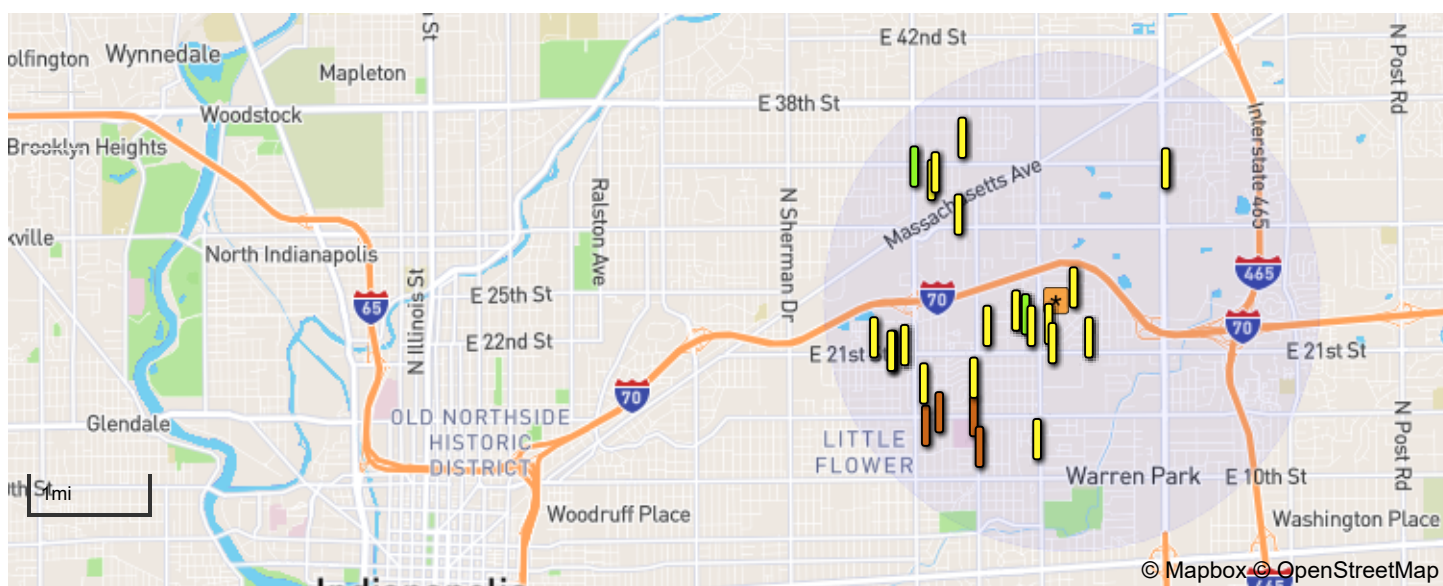 E 42nd St
olfington
Wynnedale
Mapleton
N Post Rd
E 38th St
Woodstock
Interstate 465
Brooklyn Heights
Massachusetts Ave
Ralston Ave
N Sherman Dr
xville
North Indianapolis
465
N Illinois St
E 25th St
70
*
65
70
E 22nd St
E 21st St
E 21st St
70
OLD NORTHSIDE
HISTORIC
DISTRICT
Glendale
LITTLE
FLOWER
N Post Rd
Warren Park
E 10th St
1mi
Woodruff Place
Washington Place
© Mapbox © OpenStreetMap